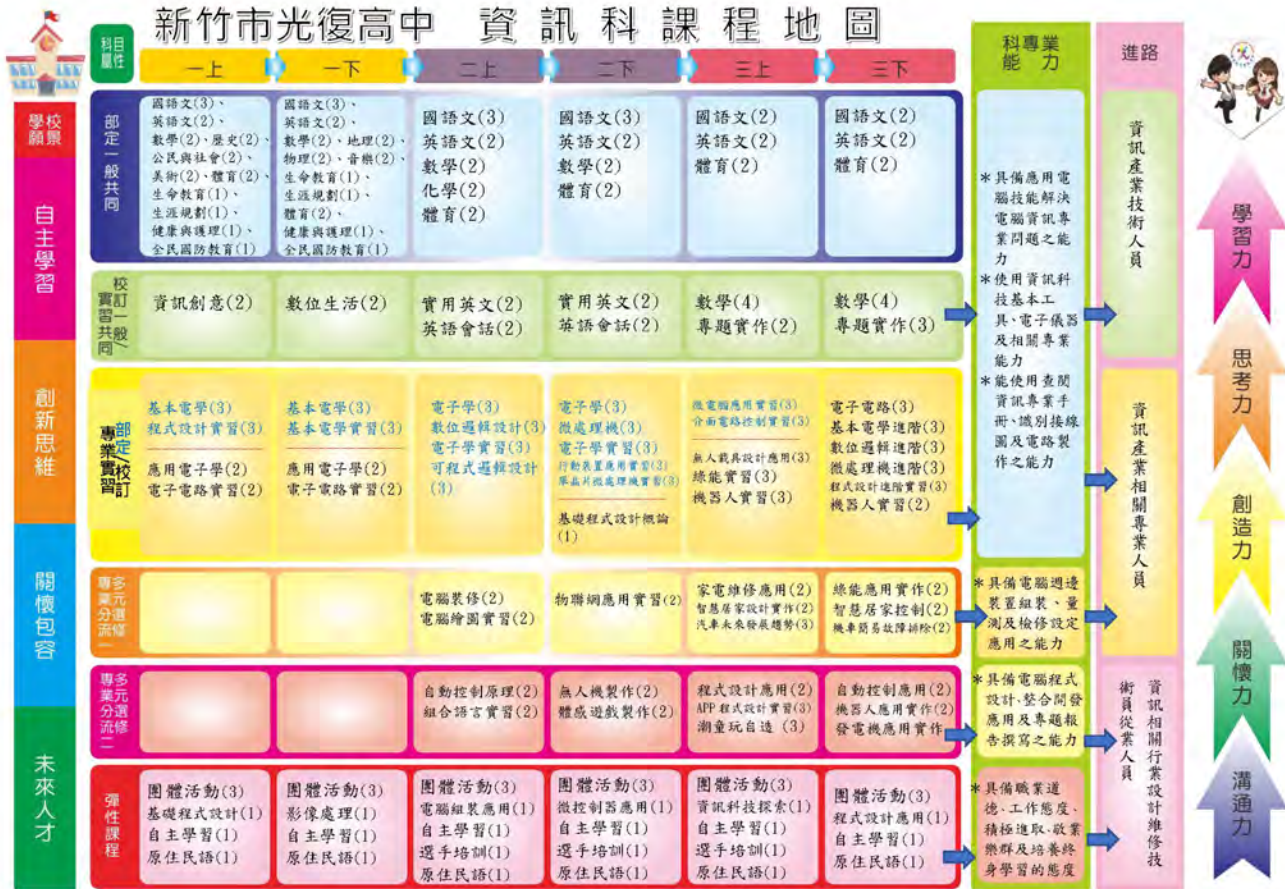 新竹市光復高中 資訊科課程地圖
科目屬性
一上
一下
二上
二下
三上
三下
科專業能力
進路
學校願景
自主學習
創新思維
關懷包容
未來人才
部定一般共同
國語文(3)、
英語文(2)、
數學(2)、歷史(2)、
公民與社會(2)、
美術(2)、體育(2)、
生命教育(1)、
生涯規劃(1)、
健康與護理(1)、
全民國防教育(1)
國語文(3)、
英語文(2)、
數學(2)、地理(2)、
物理(2)、音樂(2)、
生命教育(1)、
生涯規劃(1)、
體育(2)、
健康與護理(1)、
全民國防教育(1)
國語文(3)
英語文(2)
數學(2)
化學(2)
體育(2)
國語文(3)
英語文(2)
數學(2)
體育(2)
國語文(2)
英語文(2)
體育(2)
國語文(2)
英語文(2)
體育(2)
校訂一般/實習共同
資訊創意(2)
數位生活(2)
實用英文(2)
英語會話(2)
實用英文(2)
英語會話(2)
數學(4)
專題實作(2)
數學(4)
專題實作(3)
部定/校訂
專業實習
基本電學(3)
程式設計實習(3)
應用電子學(2)
電子電路實習(2)
基本電學(3)
基本電學實習(3)
應用電子學(2)
電子電路實習(2)
電子學(3)
數位邏輯設計(3)
電子學實習(3)
可程式邏輯設計
(3)
電子學(3)
微處理機(3)
電子學實習(3)
行動裝置應用實習(3)
單晶片微處理機實習(3)
基礎程式設計概論
(1)
微電腦應用實習(3)
介面電路控制實習(3)
無人載具設計應用(3)
綠能實習(3)
機器人實習(3)
電子電路(3)
基本電學進階(3)
數位邏輯進階(3)
微處理機進階(3)
程式設計進階實習(3)
機器人實習(2)
多元選修
專業分流一
電腦裝修(2)
電腦繪圖實習(2)
物聯網應用實習(2)
家電維修應用(2)
智慧居家設計實作(2)
汽車未來發展趨勢(3)
綠能應用實作(2)
智慧居家控制(2)
機車簡易故障排除(2)
多元選修
專業分流二
自動控制原理(2)
組合語言實習(2)
無人機製作(2)
體感遊戲製作(2)
程式設計應用(2)
APP程式設計實習(3)
潮童玩自造 (3)
自動控制應用(2)
機器人應用實作(2)
發電機應用實作
彈性課程
團體活動(3)
基礎程式設計(1)
自主學習(1)
原住民語(1)
團體活動(3)
影像處理(1)
自主學習(1)
原住民語(1)
團體活動(3)
電腦組裝應用(1)
自主學習(1)
選手培訓(1)
原住民語(1)
團體活動(3)
微控制器應用(1)
自主學習(1)
選手培訓(1)
原住民語(1)
團體活動(3)
資訊科技探索(1)
自主學習(1)
選手培訓(1)
原住民語(1)
團體活動(3)
程式設計應用(1)
自主學習(1)
原住民語(1)
*具備應用電
腦技能解決
電腦資訊專
業問題之能
力
*使用資訊科
技基本工
具、電子儀器
及相關專業
能力
*能使用查閱
資訊專業手
冊、識別接線
圖及電路製
作之能力
*具備電腦週邊
裝置組裝、量
測及檢修設定
應用之能力
*具備電腦程式
設計、整合開發
應用及專題報
告撰寫之能力
*具備職業道
德、工作態度、
積極進取、敬業
樂群及培養終
身學習的態度
資訊產業技術人員
資訊產業相關專業人員
資訊相關行業設計維修技
術員從業人員
學習力
思考力
創造力
關懷力
溝通力